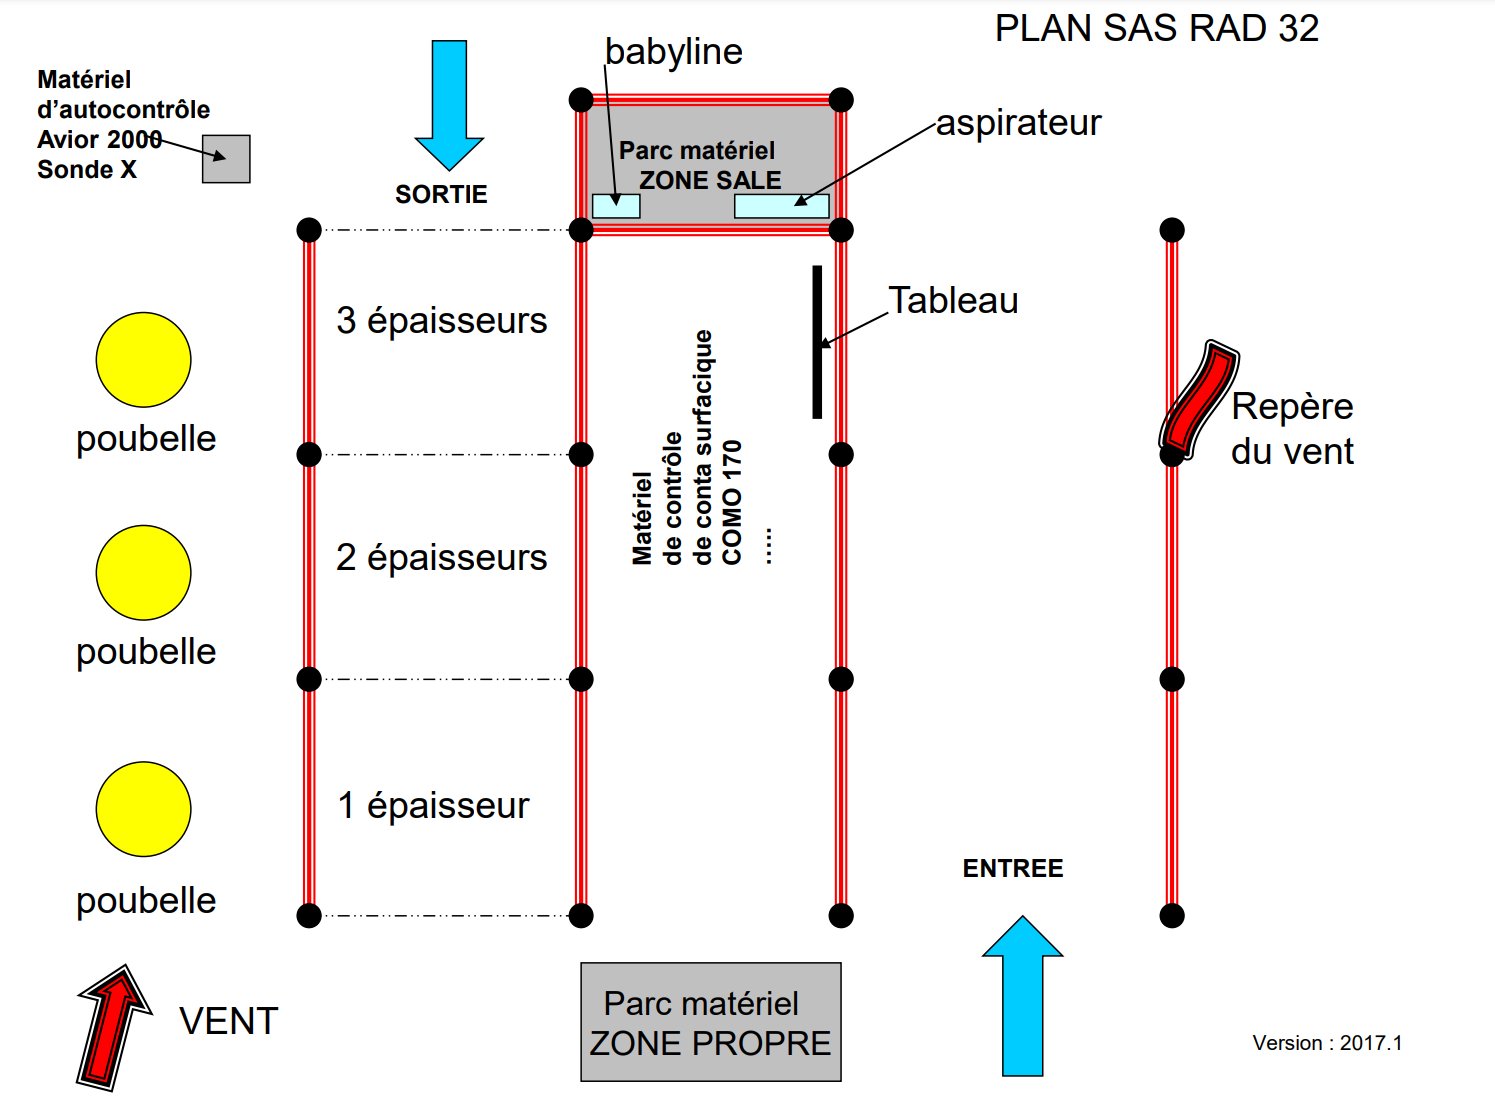 PLAN SAS RAD 32
babyline
Matériel
d’autocontrôle
Avior 2000
Sonde X
aspirateur
Parc matériel
ZONE SALE
SORTIE
3 épaisseurs
Tableau
poubelle
Repère
du vent
Matériel
de contrôle
de conta surfacique
COMO 170
.....
2 épaisseurs
poubelle
1 épaisseur
poubelle
ENTREE
VENT
Parc matériel
ZONE PROPRE
Version : 2017.1